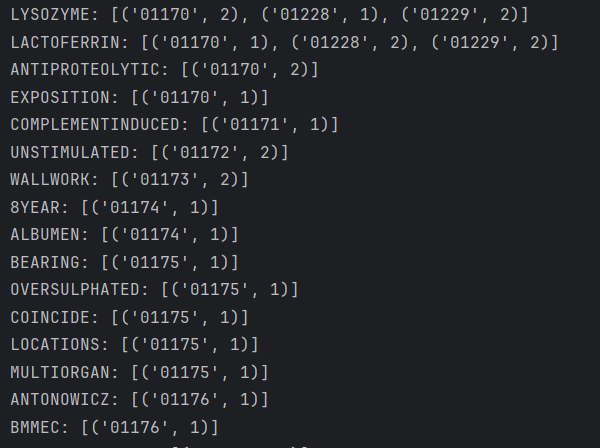 LYSOZYME: [('01170', 2), ('01228', 1), ('01229', 2)]
LACTOFERRIN: [('01170', 1), ('01228', 2), ('01229', 2)]
ANTIPROTEOLYTIC: [('01170', 2)]
EXPOSITION: [('01170', 1)]
COMPLEMENTINDUCED: [('01171', 1)]
UNSTIMULATED: [('01172', 2)]
WALLWORK: [('01173', 2)]
8YEAR: [('01174', 1)]
ALBUMEN: [('01174', 1)]
BEARING: [('01175', 1)]
OVERSULPHATED: [('01175', 1)]
COINCIDE: [('01175', 1)]
LOCATIONS: [('01175', 1)]
MULTIORGAN: [('01175', 1)]
ANTONOWICZ: [('01176', 1)]
BMMEC: [('01176', 1)]